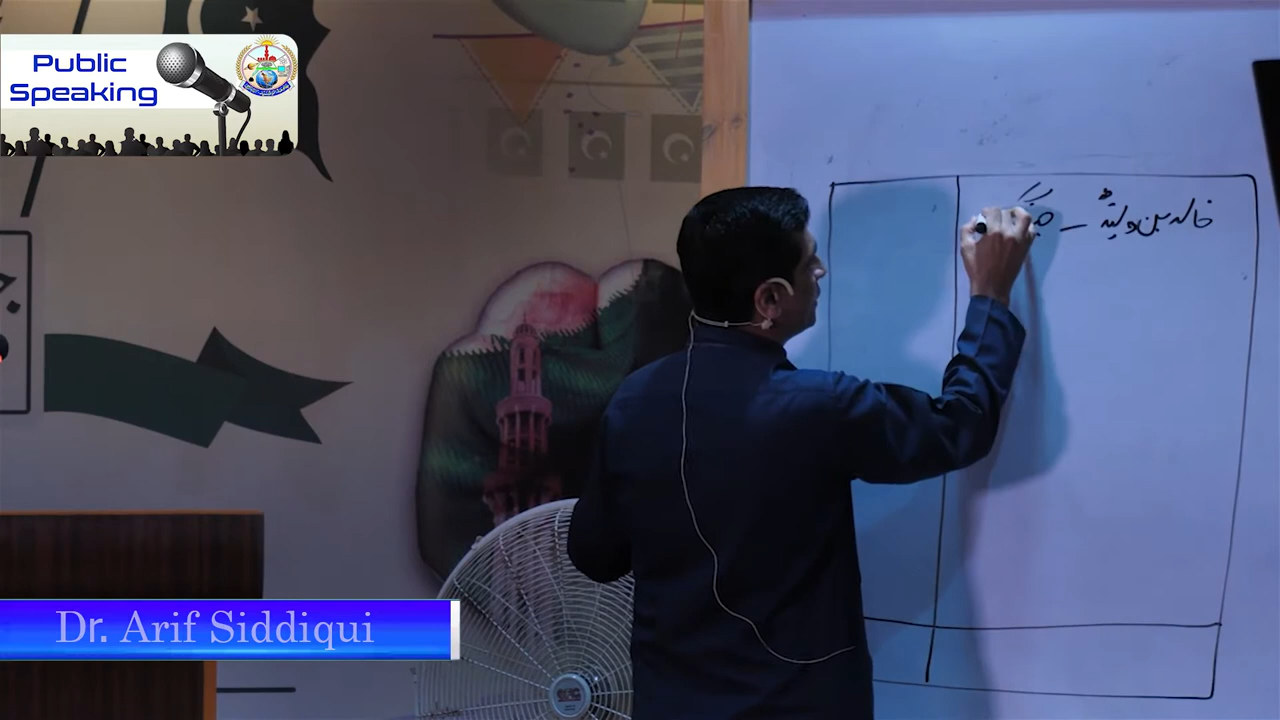 Public
Speaking
خالد بن ولیدؓ –
Dr. Arif Siddiqui